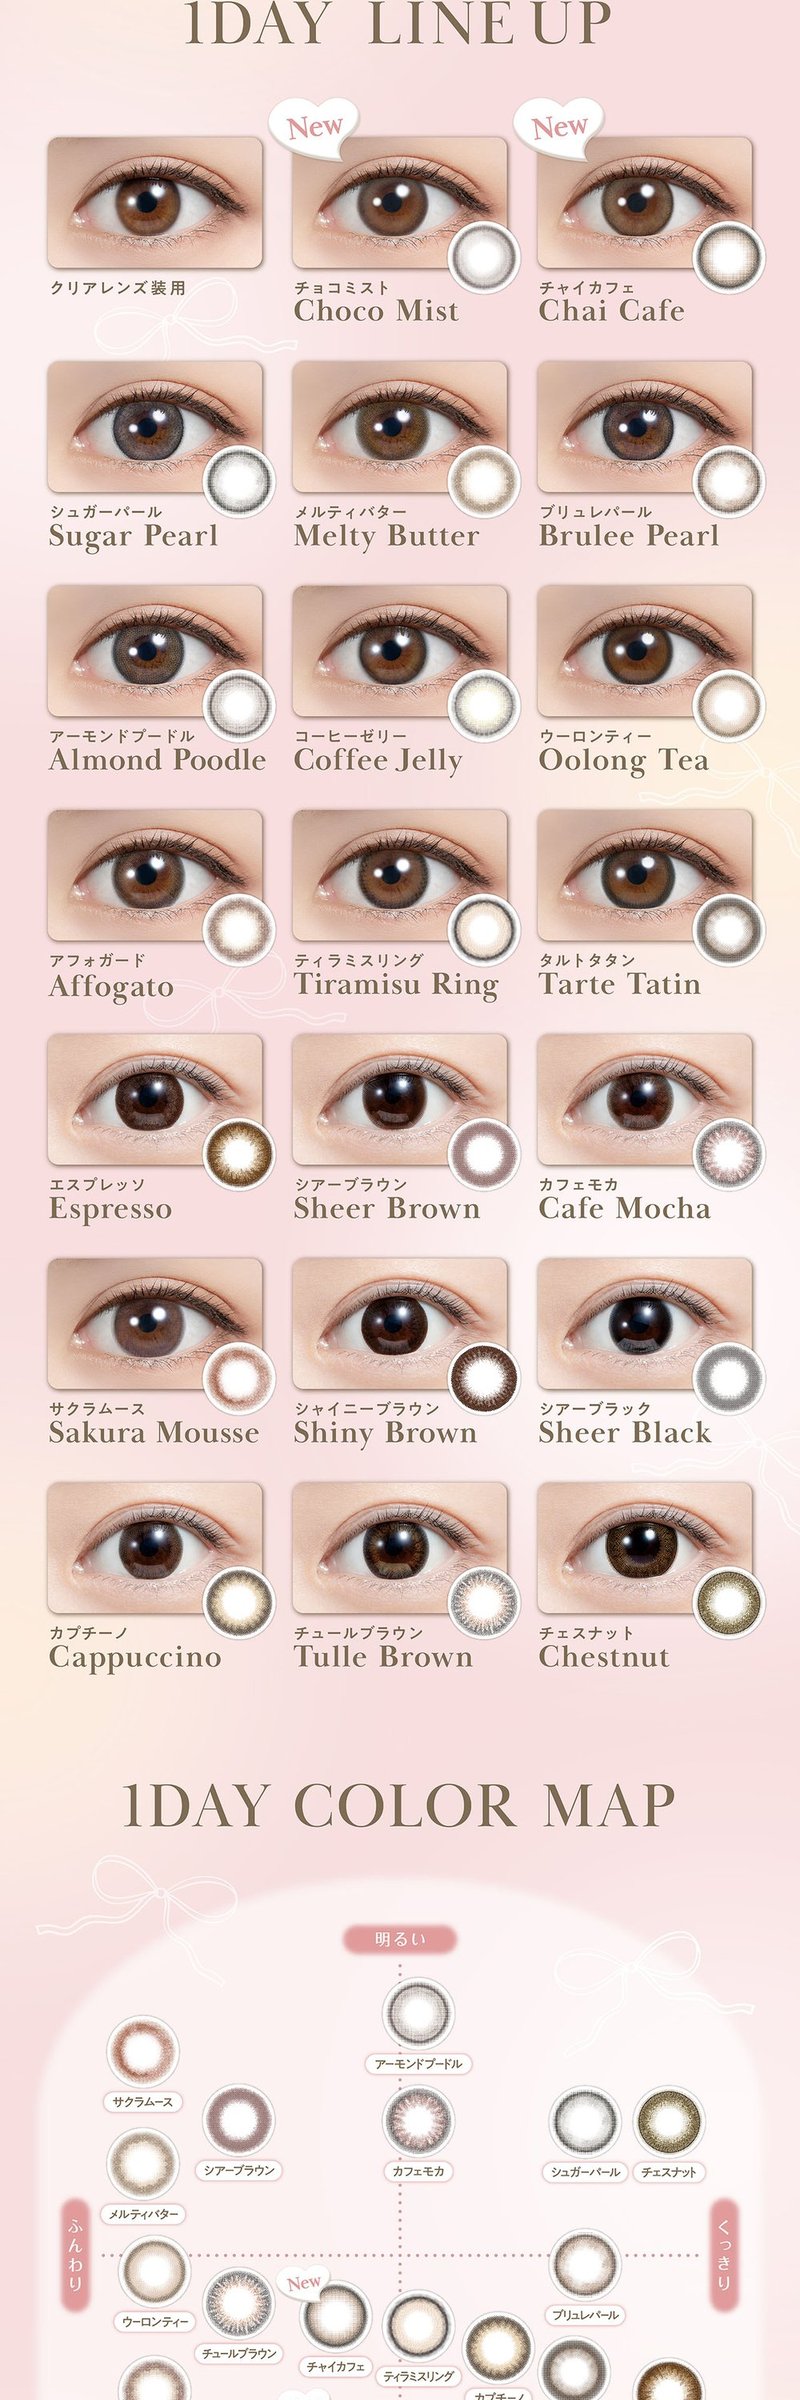 1DAY LINE UP
New
New
クリアレンズ装用
チョコミスト
Choco Mist
チャイカフェ
Chai Cafe
シュガーパール
Sugar Pearl
メルティバター
Melty Butter
ブリュレパール
Brulee Pearl
アーモンドプードル
Almond Poodle
コーヒーゼリー
Coffee Jelly
ウーロンティー
Oolong Tea
アフォガード
Affogato
ティラミスリング
Tiramisu Ring
タルトタタン
Tarte Tatin
エスプレッソ
Espresso
シアーブラウン
Sheer Brown
カフェモカ
Cafe Mocha
サクラムース
Sakura Mousse
シャイニーブラウン
Shiny Brown
シアーブラック
Sheer Black
カプチーノ
Cappuccino
チュールブラウン
Tulle Brown
チェスナット
Chestnut
1DAY COLOR MAP
明るい
アーモンドプードル
サクラムース
シアーブラウン
カフェモカ
シュガーパール
チェスナット
メルティバター
ふんわり
くっきり
New
ウーロンティー
ブリュレパール
チュールブラウン
チャイカフェ
ティラミスリング
カプチーノ